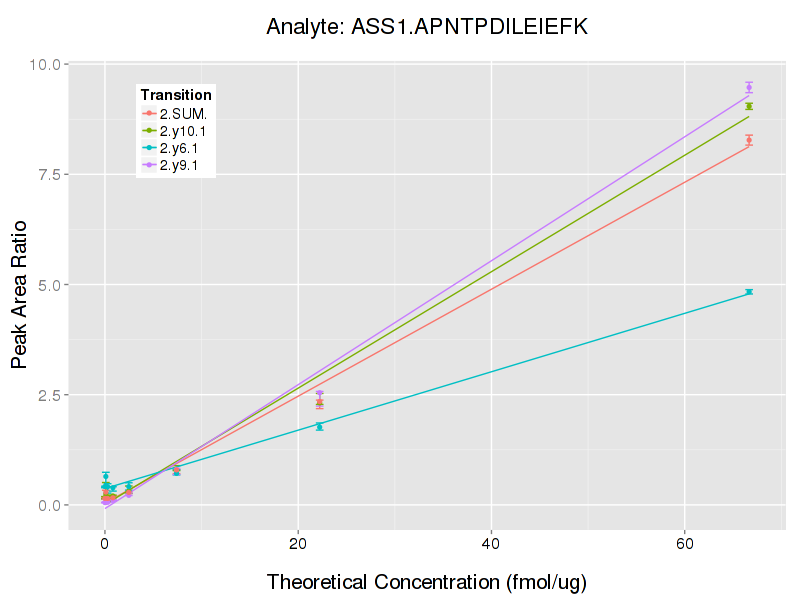 Analyte: ASS1.APNTPDILEIEFK
10.0
7.5
5.0
2.5
0.0
Peak Area Ratio
Transition
2.SUM.
2.y10.1
2.y6.1
2.y9.1
0
20
40
60
Theoretical Concentration (fmol/ug)